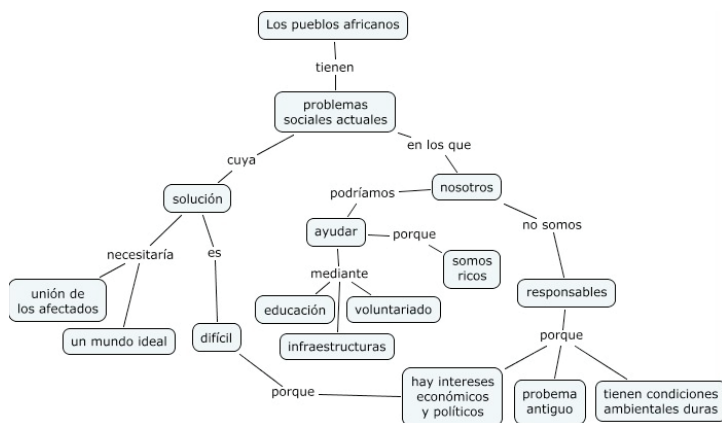 Los pueblos africanos
tienen
problemas
sociales actuales
cuya
en los que
solución
nosotros
podríamos
necesitaría
es
ayudar
porque
no somos
somos
ricos
mediante
unión de
los afectados
educación
voluntariado
responsables
un mundo ideal
difícil
infraestructuras
porque
porque
hay intereses
económicos
y políticos
probema
antiguo
tienen condiciones
ambientales duras